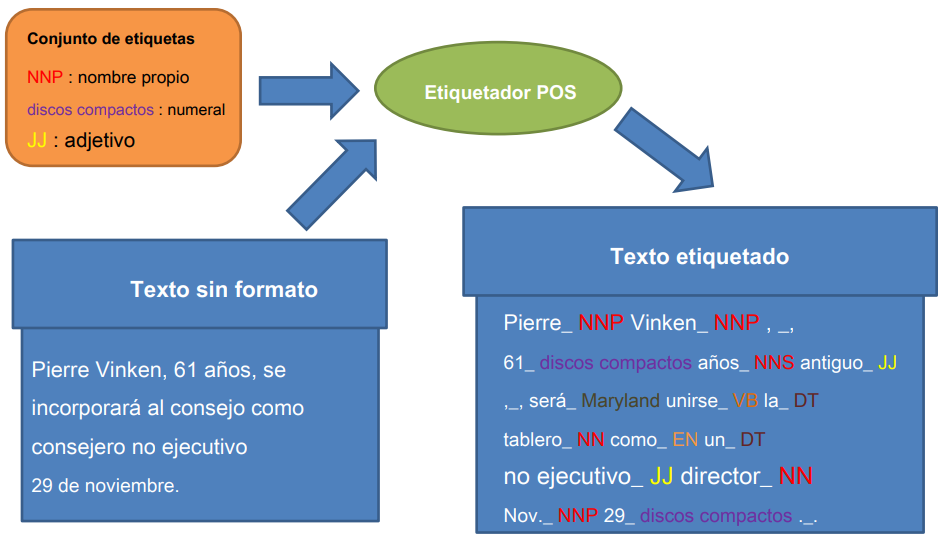 Conjunto de etiquetas
NNP : nombre propio
discos compactos : numeral
JJ : adjetivo
Etiquetador POS
Texto sin formato
Pierre Vinken, 61 años, se
incorporará al consejo como
consejero no ejecutivo
29 de noviembre.
Texto etiquetado
Pierre_ NNP Vinken_ NNP , _,
61_ discos compactos años_ NNS antiguo_ JJ
,_, será_ Maryland unirse_ VB la_ DT
tablero_ NN como_ EN un_ DT
no ejecutivo_ JJ director_ NN
Nov._ NNP 29_ discos compactos ._.